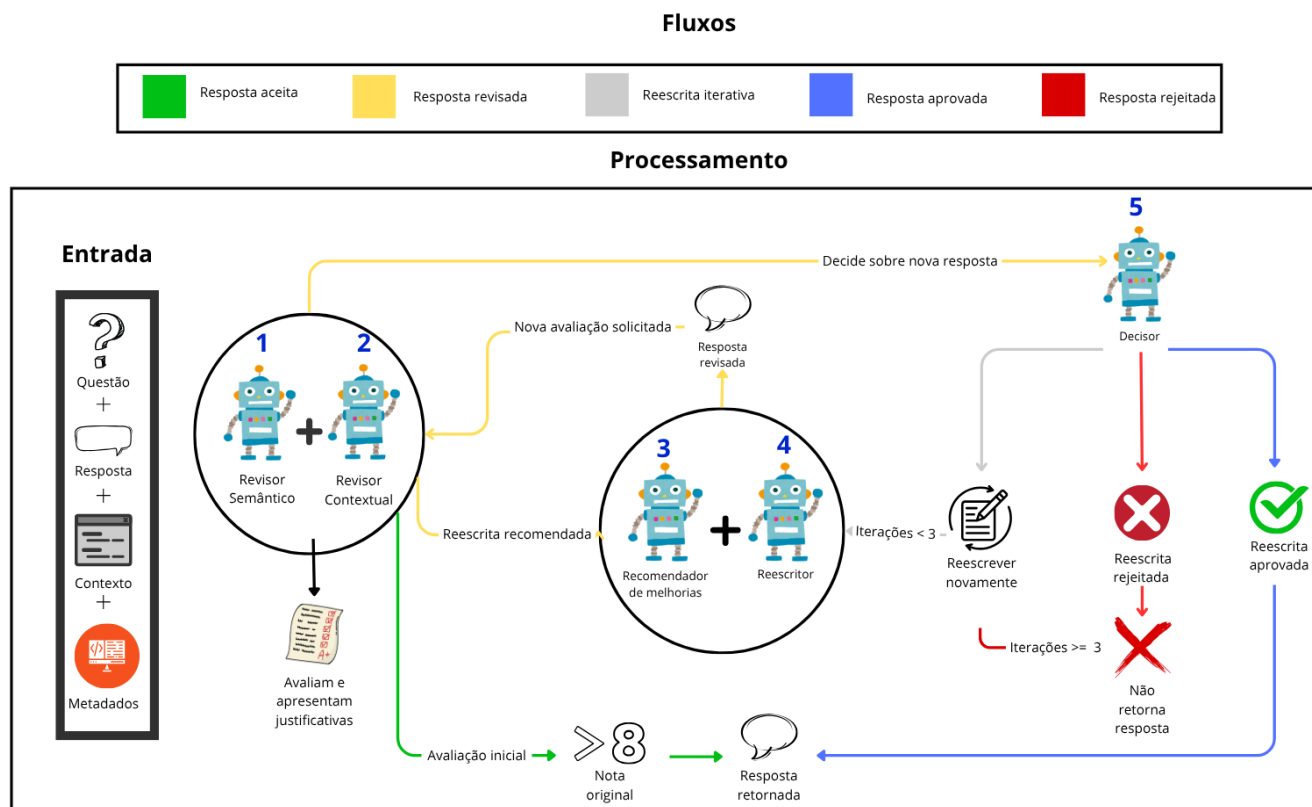 Fluxos
Resposta aceita
Resposta revisada
Reescrita iterativa
Resposta aprovada
Resposta rejeitada
Processamento
Entrada
?
Questão
+
Resposta
+
Contexto
+
</>
Metadados
1
2
+
Revisor
Semântico
Revisor
Contextual
Avaliam e
apresentam
justificativas
A+
Decide sobre nova resposta
Nova avaliação solicitada
Resposta
revisada
Reescrita recomendada
3
4
+
Recomendador
de melhorias
Reescritor
5
Decisor
Iterações < 3
Reescrever
novamente
Reescrita
rejeitada
Reescrita
aprovada
Iterações >= 3
Não
retorna
resposta
Avaliação inicial
>8
Nota
original
Resposta
retornada